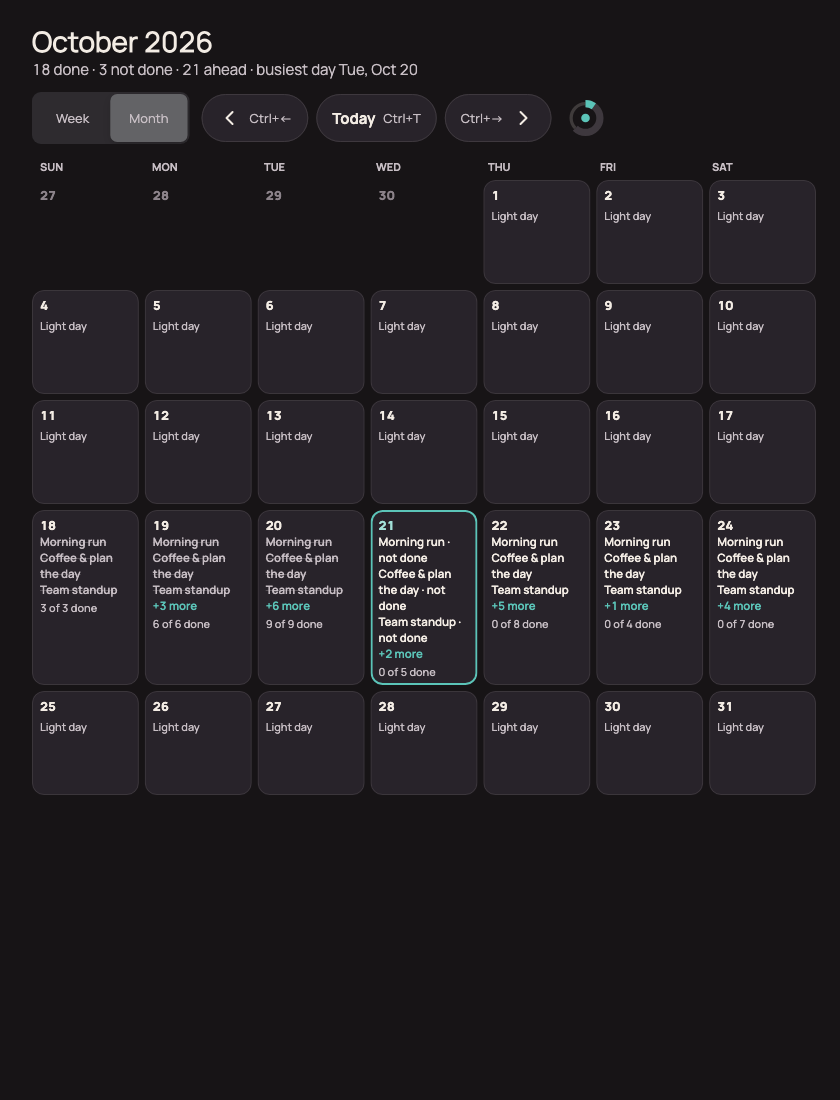 October 2026
18 done · 3 not done · 21 ahead · busiest day Tue, Oct 20
Week Month Ctrl+← Today Ctrl+T Ctrl+→
SUN MON TUE WED THU FRI SAT
27 28 29 30 1 2 3
Light day Light day Light day
4 5 6 7 8 9 10
Light day Light day Light day Light day Light day Light day Light day
11 12 13 14 15 16 17
Light day Light day Light day Light day Light day Light day Light day
18
Morning run
Coffee & plan
the day
Team standup
3 of 3 done
19
Morning run
Coffee & plan
the day
Team standup
+3 more
6 of 6 done
20
Morning run
Coffee & plan
the day
Team standup
+6 more
9 of 9 done
21
Morning run ·
not done
Coffee & plan
the day · not
done
Team standup ·
not done
+2 more
0 of 5 done
22
Morning run
Coffee & plan
the day
Team standup
+5 more
0 of 8 done
23
Morning run
Coffee & plan
the day
Team standup
+1 more
0 of 4 done
24
Morning run
Coffee & plan
the day
Team standup
+4 more
0 of 7 done
25 26 27 28 29 30 31
Light day Light day Light day Light day Light day Light day Light day